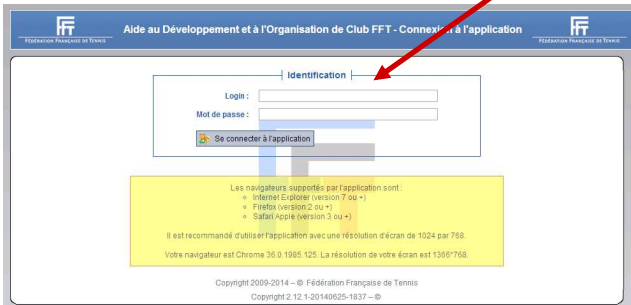 FFT
FÉDÉRATION FRANÇAISE DE TENNIS
Aide au Développement et à l'Organisation de Club FFT - Connexion à l'application
FFT
FÉDÉRATION FRANÇAISE DE TENNIS
Identification
Login :
Mot de passe :
Se connecter à l'application
Les navigateurs supportés par l'application sont :
Internet Explorer (version 7 ou +)
Firefox (version 2 ou +)
Safari Apple (version 3 ou +)
Il est recommandé d'utiliser l'application avec une résolution d'écran de 1024 par 768.
Votre navigateur est Chrome 36.0.1985.125. La résolution de votre écran est 1366*768.
Copyright 2009-2014 – © Fédération Française de Tennis
Copyright 2.12.1-20140625-1837 – ©